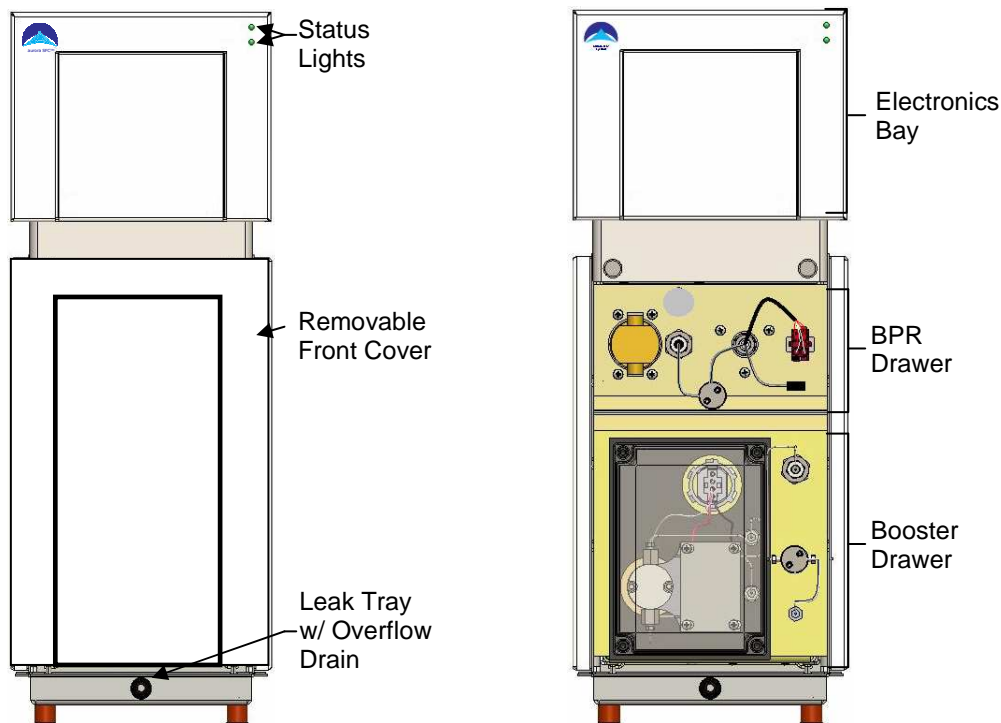 Status
Lights
Removable
Front Cover
Leak Tray
w/ Overflow
Drain
Electronics
Bay
BPR
Drawer
Booster
Drawer